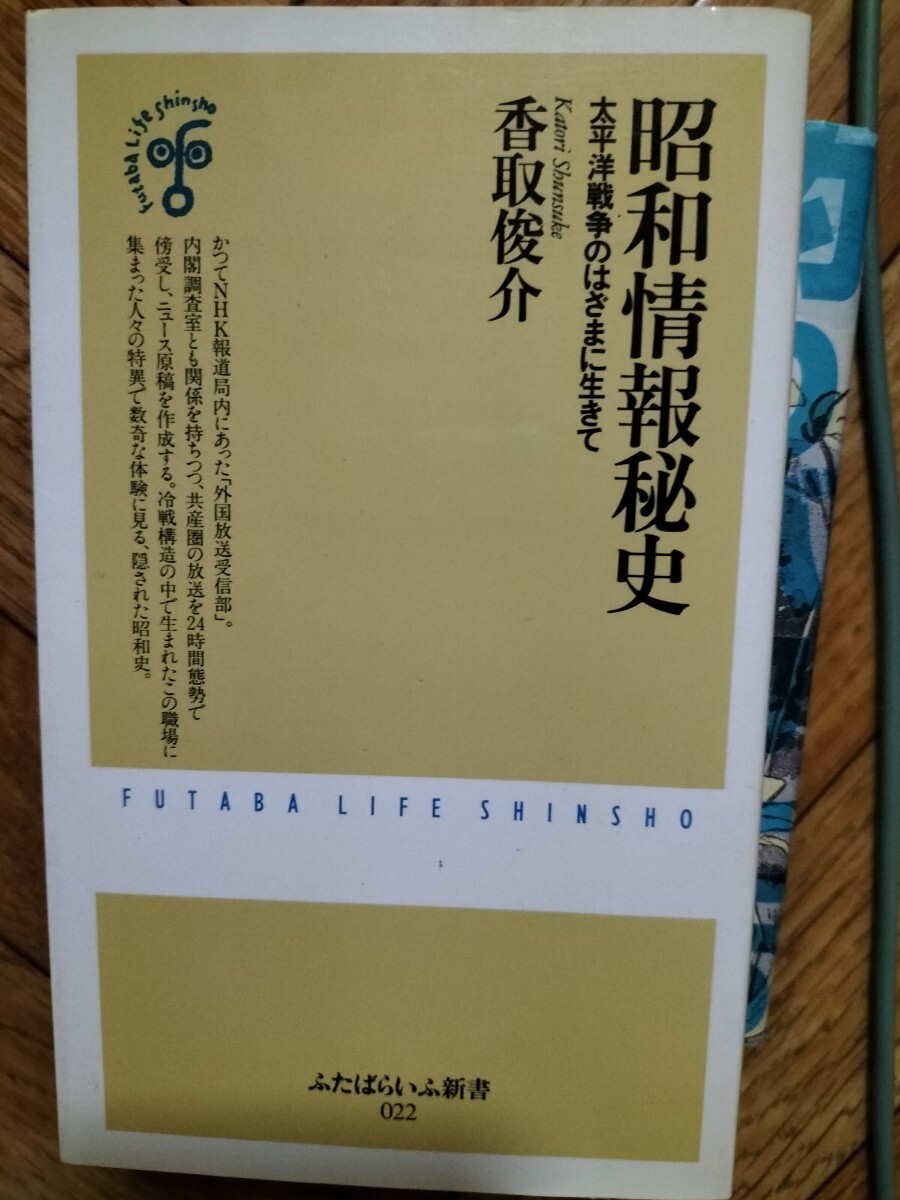 昭和情報秘史
太平洋戦争のはざまに生きて
Katori Shunsuke
香取俊介
Futaba Life Shinsho
かつてNHK報道局内にあった「外国放送受信部」。
内閣調査室とも関係を持ちつつ、共産圏の放送を24時間態勢で
傍受し、ニュース原稿を作成する。冷戦構造の中で生まれたこの職場に
集まった人々の特異で数奇な体験に見る、隠された昭和史。
FUTABA LIFE SHINSHO
ふたばらいふ新書
022